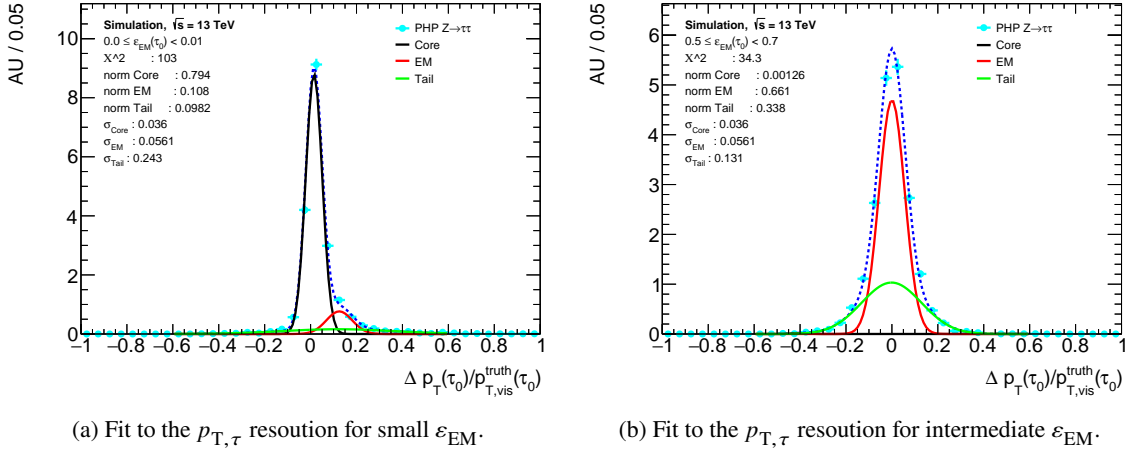 AU / 0.05
10
8
6
4
2
0
Simulation, √s = 13 TeV
0.0 ≤ ε_EM(τ₀) < 0.01
X^2 : 103
norm Core : 0.794
norm EM : 0.108
norm Tail : 0.0982
σ_Core : 0.036
σ_EM : 0.0561
σ_Tail : 0.243
PHP Z→ττ
Core
EM
Tail
−1 −0.8 −0.6 −0.4 −0.2 0 0.2 0.4 0.6 0.8 1
Δ p_T(τ₀)/p_T,vis^truth(τ₀)
(a) Fit to the p_T,τ resoution for small ε_EM.
AU / 0.05
6
5
4
3
2
1
0
Simulation, √s = 13 TeV
0.5 ≤ ε_EM(τ₀) < 0.7
X^2 : 34.3
norm Core : 0.00126
norm EM : 0.661
norm Tail : 0.338
σ_Core : 0.036
σ_EM : 0.0561
σ_Tail : 0.131
PHP Z→ττ
Core
EM
Tail
−1 −0.8 −0.6 −0.4 −0.2 0 0.2 0.4 0.6 0.8 1
Δ p_T(τ₀)/p_T,vis^truth(τ₀)
(b) Fit to the p_T,τ resoution for intermediate ε_EM.